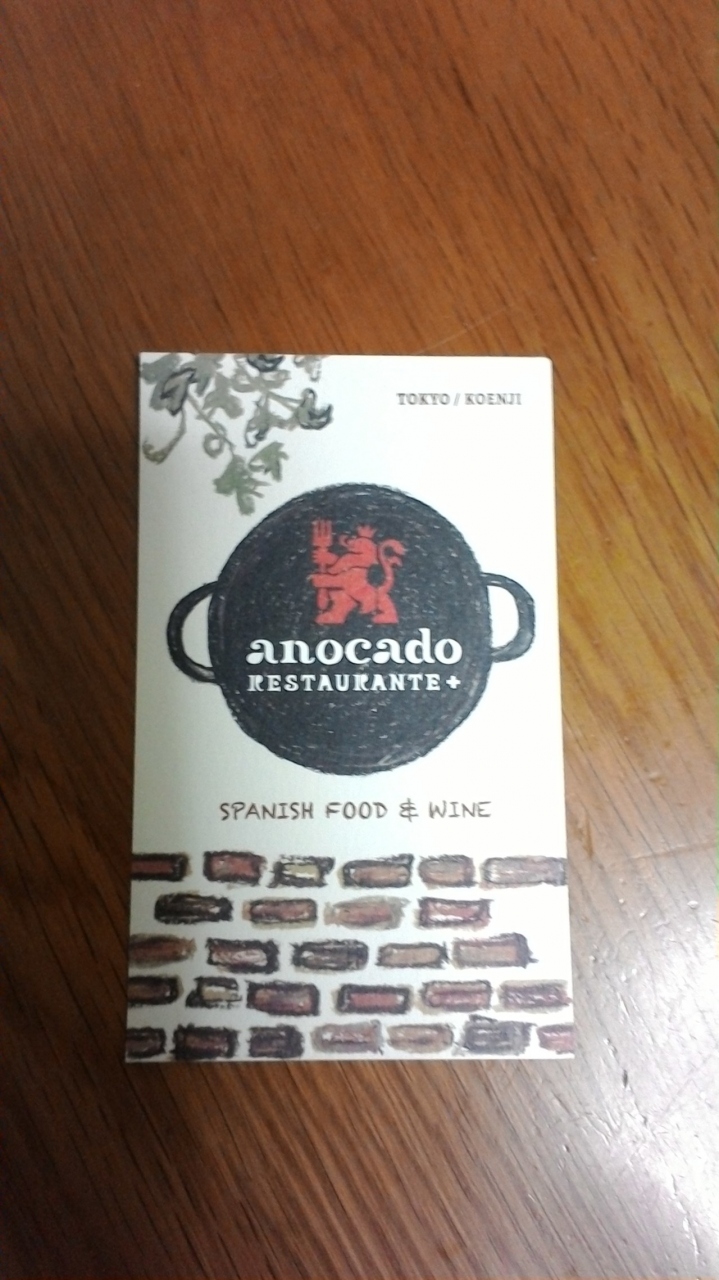 TOKYO / KOENJI
anocado
RESTAURANTE+
SPANISH FOOD & WINE